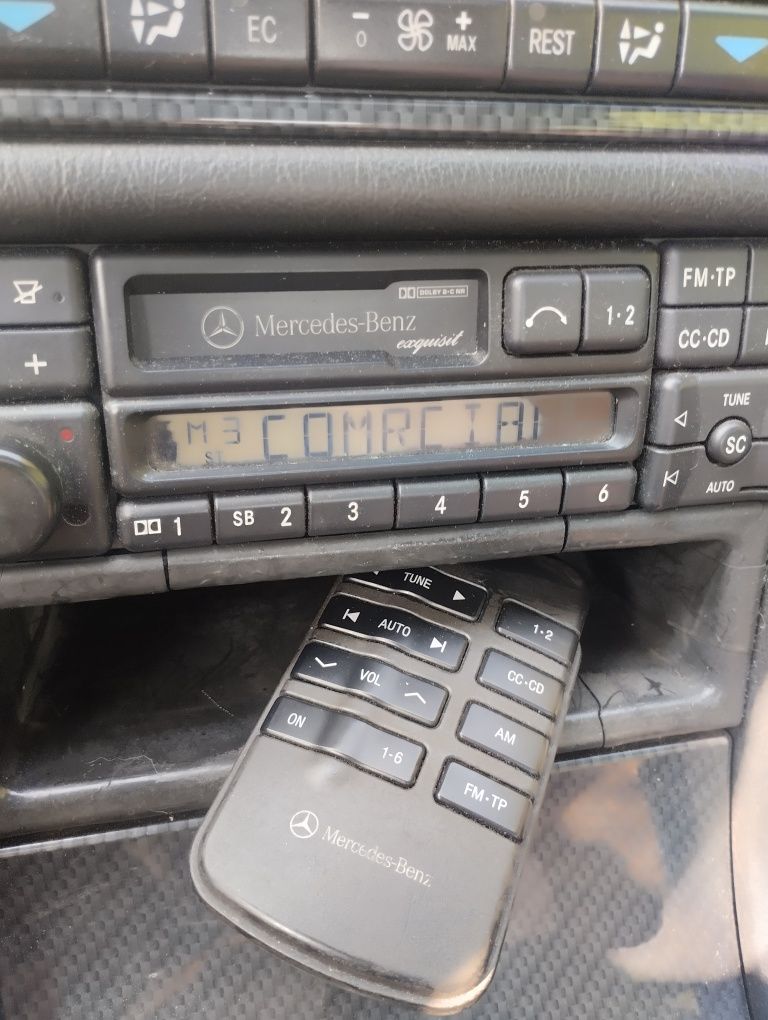 EC
− 0
+ MAX
REST
DOLBY B·C NR
Mercedes-Benz
exquisit
1·2
FM·TP
CC·CD
+
M 3 COMRCIAL
ST
TUNE
SC
AUTO
1
SB 2
3
4
5
6
TUNE
1·2
AUTO
CC·CD
VOL
AM
ON
1-6
FM·TP
Mercedes-Benz